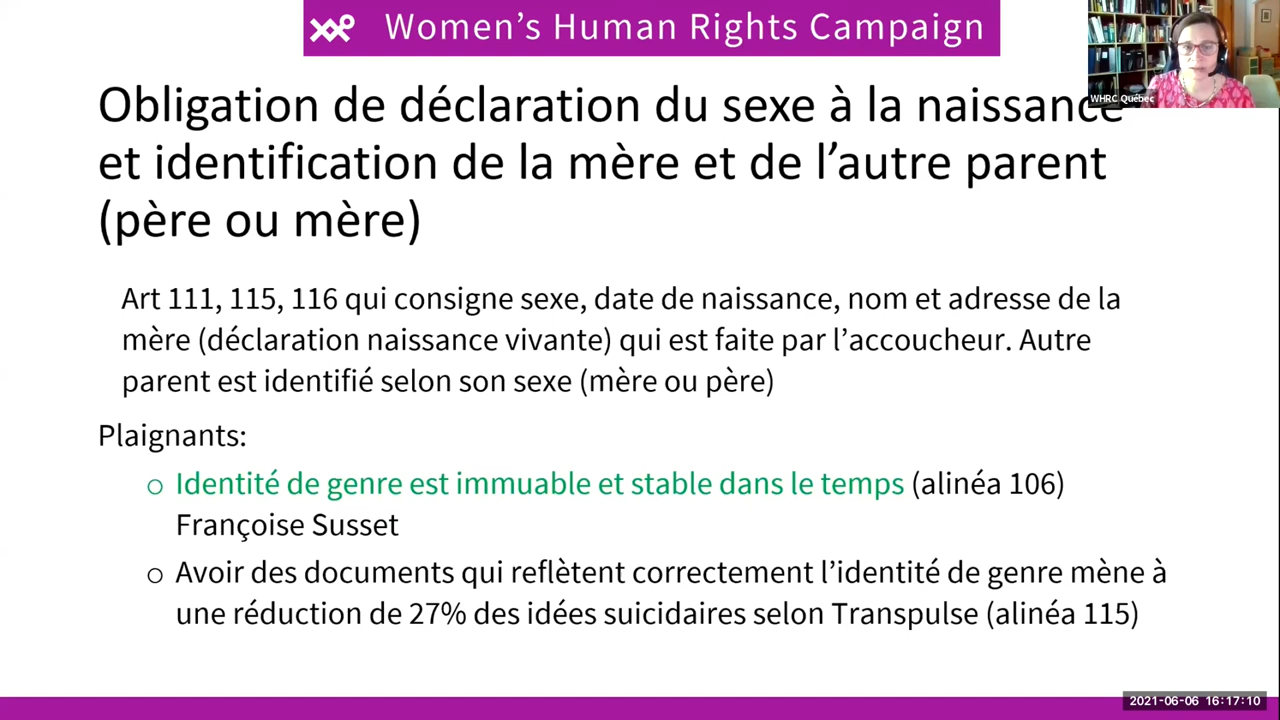 Women's Human Rights Campaign
WHRC Québec
Obligation de déclaration du sexe à la naissance
et identification de la mère et de l'autre parent
(père ou mère)
Art 111, 115, 116 qui consigne sexe, date de naissance, nom et adresse de la
mère (déclaration naissance vivante) qui est faite par l'accoucheur. Autre
parent est identifié selon son sexe (mère ou père)
Plaignants:
o Identité de genre est immuable et stable dans le temps (alinéa 106)
Françoise Susset
o Avoir des documents qui reflètent correctement l'identité de genre mène à
une réduction de 27% des idées suicidaires selon Transpulse (alinéa 115)
2021-06-06 16:17:10